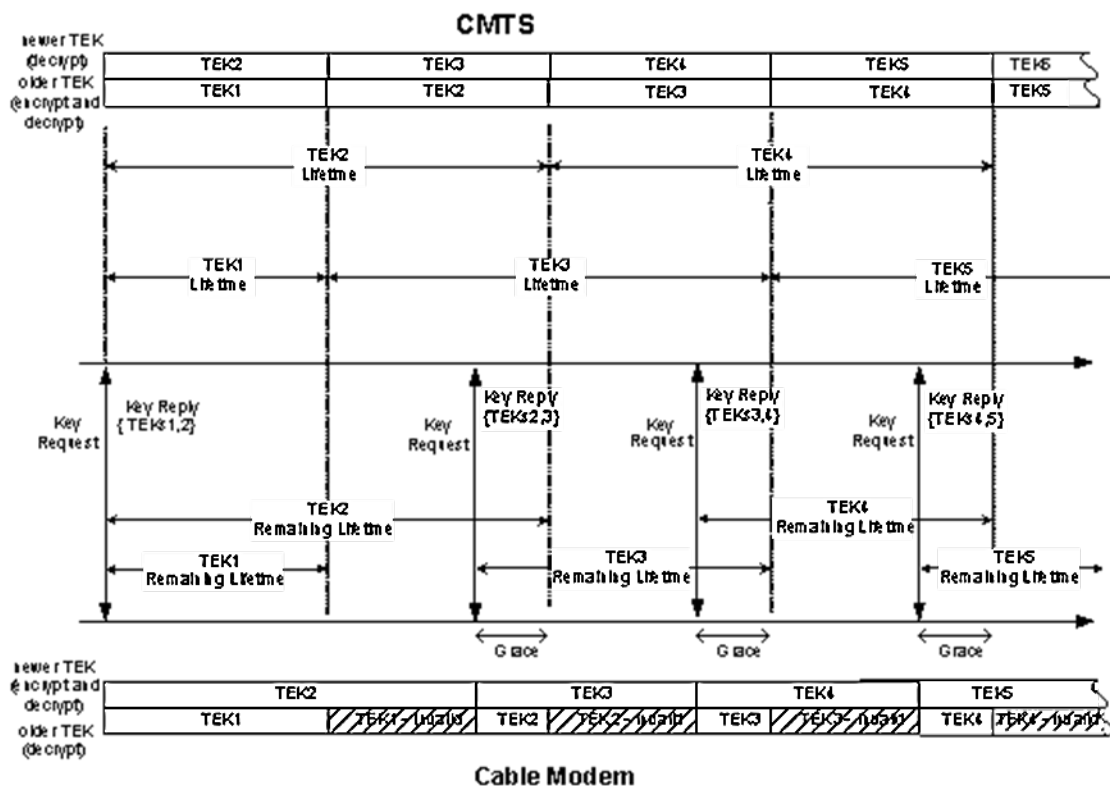 CMTS
newer TEK
(decrypt)
TEK2
TEK3
TEK4
TEK5
TEK6
older TEK
(encrypt and
decrypt)
TEK1
TEK2
TEK3
TEK4
TEK5
TEK2
Lifetime
TEK4
Lifetime
TEK1
Lifetime
TEK3
Lifetime
TEK5
Lifetime
Key
Request
Key Reply
{TEKs1,2}
Key
Request
Key Reply
{TEKs2,3}
Key
Request
Key Reply
{TEKs3,4}
Key
Request
Key Reply
{TEKs4,5}
TEK2
Remaining Lifetime
TEK4
Remaining Lifetime
TEK1
Remaining Lifetime
TEK3
Remaining Lifetime
TEK5
Remaining Lifetime
Grace
Grace
Grace
newer TEK
(encrypt and
decrypt)
TEK2
TEK3
TEK4
TEK5
older TEK
(decrypt)
TEK1
TEK1 - Invalid
TEK2
TEK2 - Invalid
TEK3
TEK3 - Invalid
TEK4
TEK4 - Invalid
Cable Modem